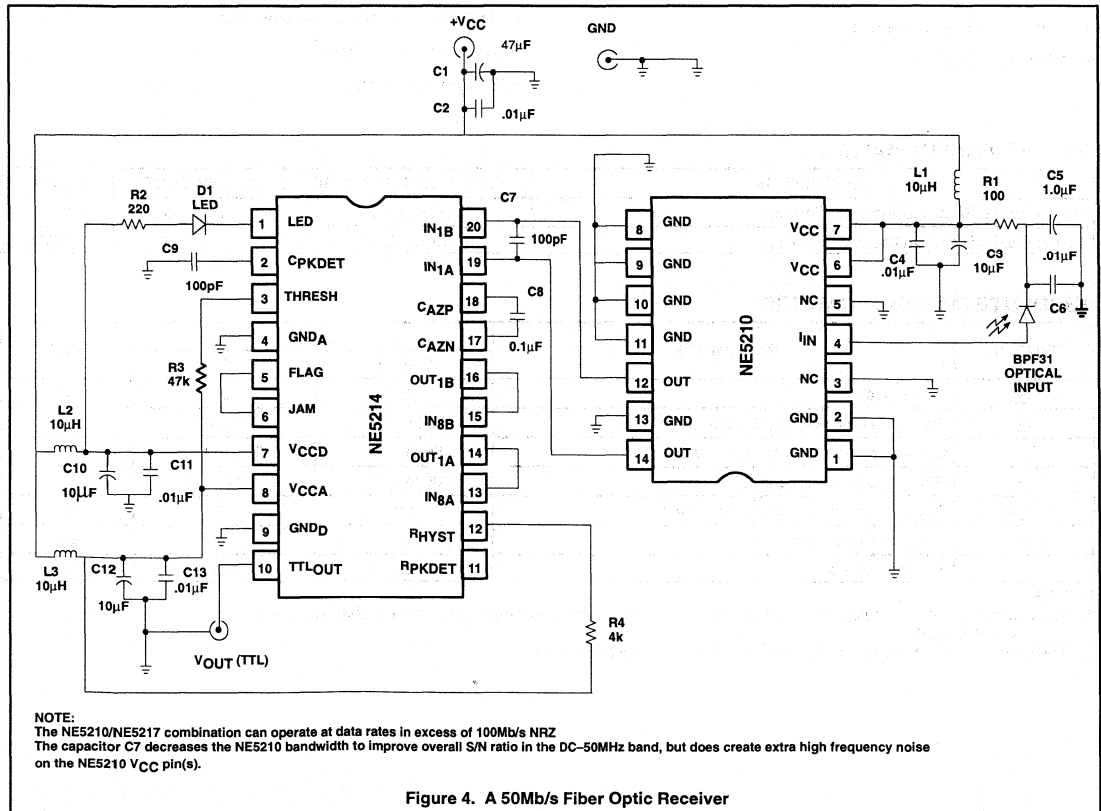 +VCC
GND
47µF
C1
C2
.01µF
R2
220
D1
LED
C9
100pF
R3
47k
L2
10µH
C10
10µF
C11
.01µF
L3
10µH
C12
10µF
C13
.01µF
VOUT (TTL)
NE5214
1 LED
2 CPKDET
3 THRESH
4 GNDA
5 FLAG
6 JAM
7 VCCD
8 VCCA
9 GNDD
10 TTLOUT
IN1B 20
IN1A 19
CAZP 18
CAZN 17
OUT1B 16
IN8B 15
OUT1A 14
IN8A 13
RHYST 12
RPKDET 11
C7
100pF
C8
0.1µF
R4
4k
NE5210
8 GND
9 GND
10 GND
11 GND
12 OUT
13 GND
14 OUT
VCC 7
VCC 6
NC 5
IIN 4
NC 3
GND 2
GND 1
L1
10µH
R1
100
C5
1.0µF
C4
.01µF
C3
10µF
.01µF
C6
BPF31
OPTICAL
INPUT
NOTE:
The NE5210/NE5217 combination can operate at data rates in excess of 100Mb/s NRZ
The capacitor C7 decreases the NE5210 bandwidth to improve overall S/N ratio in the DC–50MHz band, but does create extra high frequency noise
on the NE5210 VCC pin(s).
Figure 4. A 50Mb/s Fiber Optic Receiver